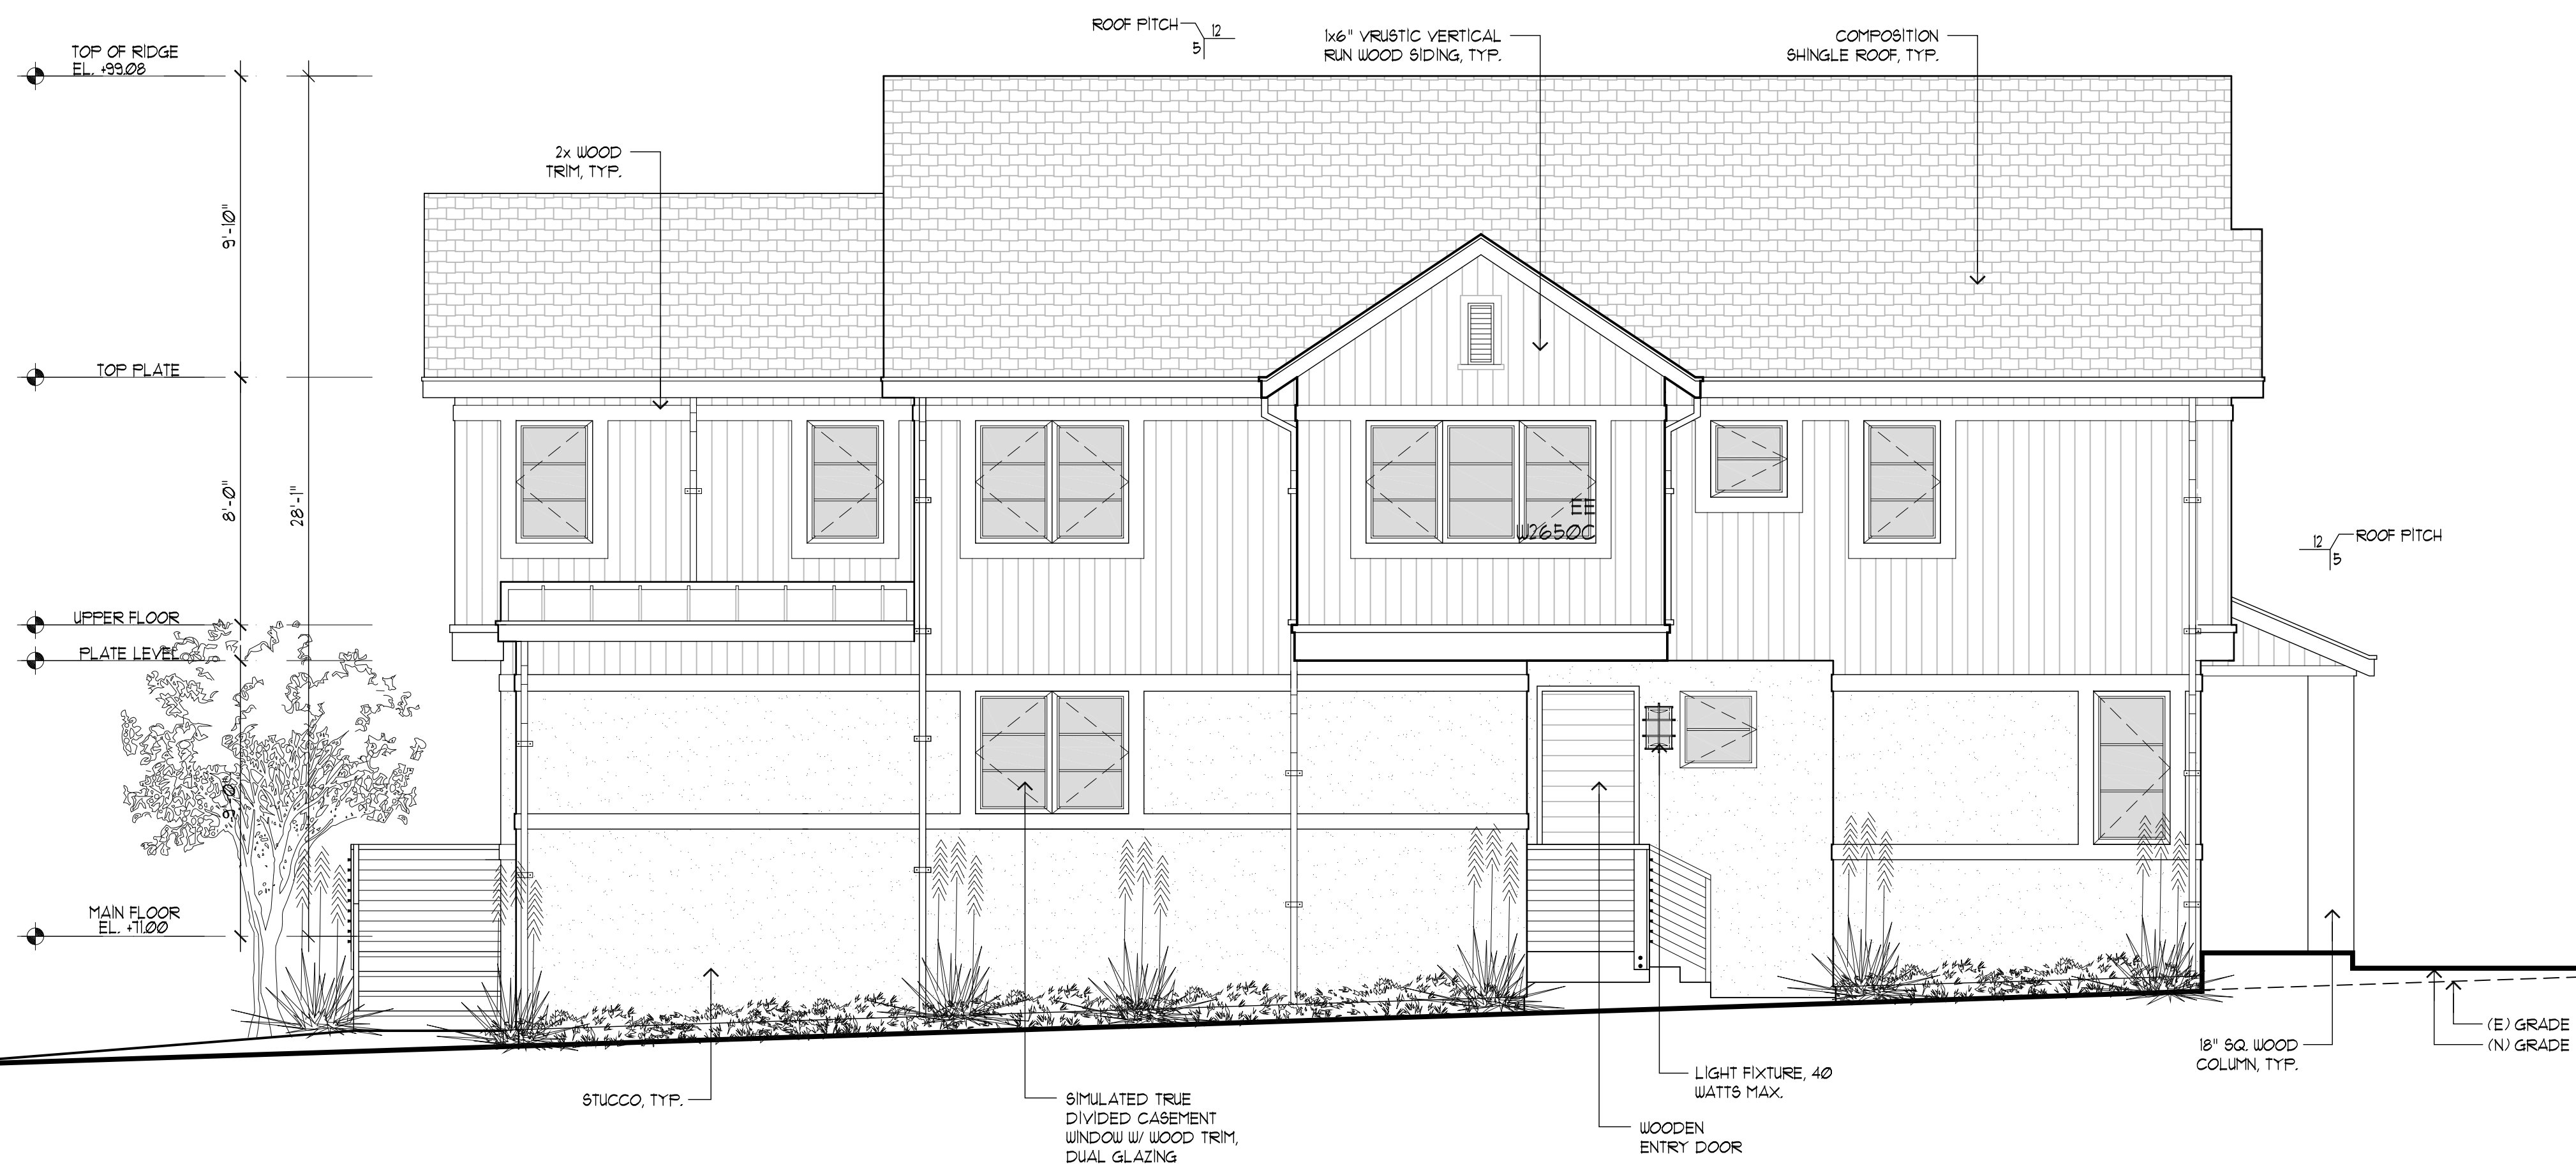 ROOF PITCH
12
5
1x6" VRUSTIC VERTICAL
RUN WOOD SIDING, TYP.
COMPOSITION
SHINGLE ROOF, TYP.
TOP OF RIDGE
EL. +99.08
2x WOOD
TRIM, TYP.
9'-10"
TOP PLATE
8'-0"
28'-1"
EE
W2650C
12
5
ROOF PITCH
UPPER FLOOR
PLATE LEVEL
9'-0"
MAIN FLOOR
EL. +71.00
(E) GRADE
(N) GRADE
18" SQ. WOOD
COLUMN, TYP.
LIGHT FIXTURE, 40
WATTS MAX.
STUCCO, TYP.
SIMULATED TRUE
DIVIDED CASEMENT
WINDOW W/ WOOD TRIM,
DUAL GLAZING
WOODEN
ENTRY DOOR